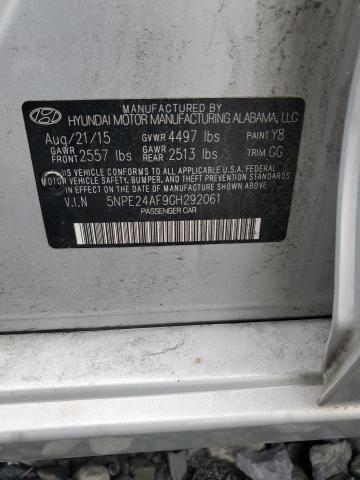 MANUFACTURED BY
HYUNDAI MOTOR MANUFACTURING ALABAMA, LLC
Aug/21/15 GVWR 4497 lbs PAINT Y8
GAWR FRONT 2557 lbs GAWR REAR 2513 lbs TRIM GG
THIS VEHICLE CONFORMS TO ALL APPLICABLE U.S.A. FEDERAL
MOTOR VEHICLE SAFETY, BUMPER, AND THEFT PREVENTION
STANDARDS IN EFFECT ON THE DATE OF MANUFACTURE SHOWN ABOVE.
V.I.N 5NPE24AF9GH292061
PASSENGER CAR